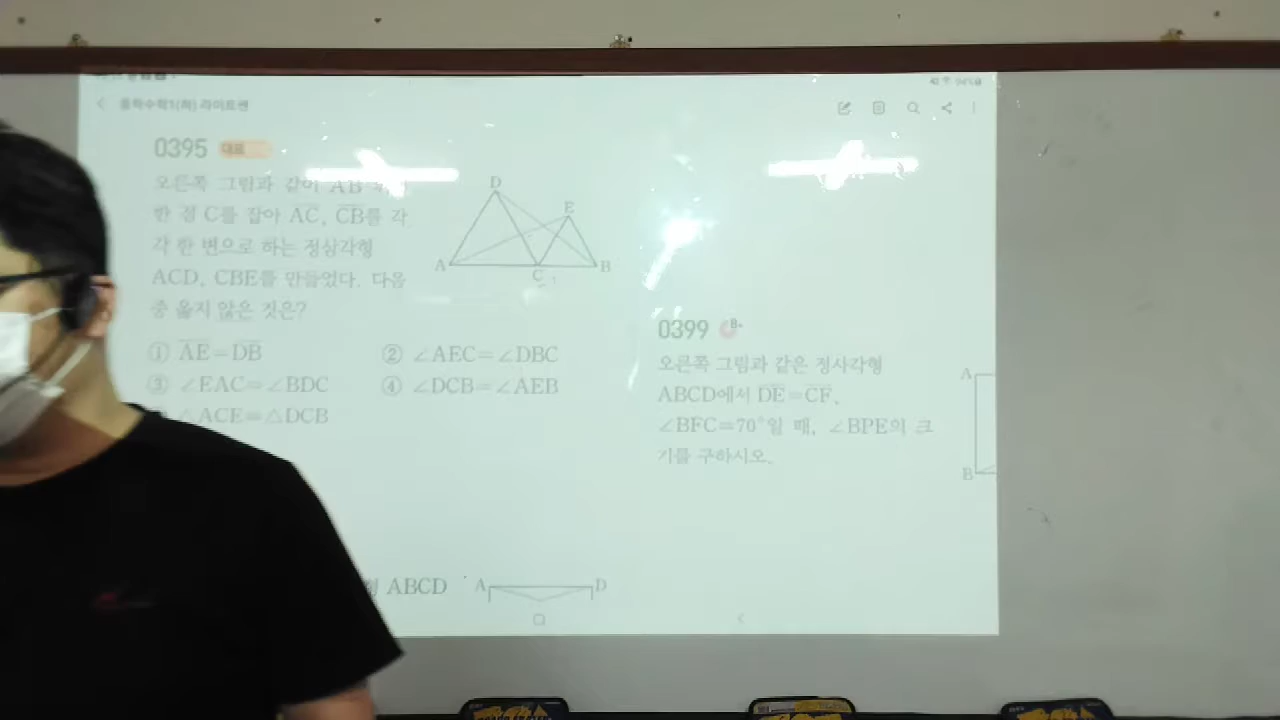 중학수학1(하) 라이트쎈
0395 대표
오른쪽 그림과 같이 AB
한 점 C를 잡아 AC, CB를 각
각 한 변으로 하는 정삼각형
ACD, CBE를 만들었다. 다음
중 옳지 않은 것은?
D
E
A
C
B
① AE=DB
② ∠AEC=∠DBC
③ ∠EAC=∠BDC
④ ∠DCB=∠AEB
△ACE≡△DCB
ABCD
A
D
0399
오른쪽 그림과 같은 정사각형
ABCD에서 DE=CF,
∠BFC=70°일 때, ∠BPE의 크
기를 구하시오.
A
B